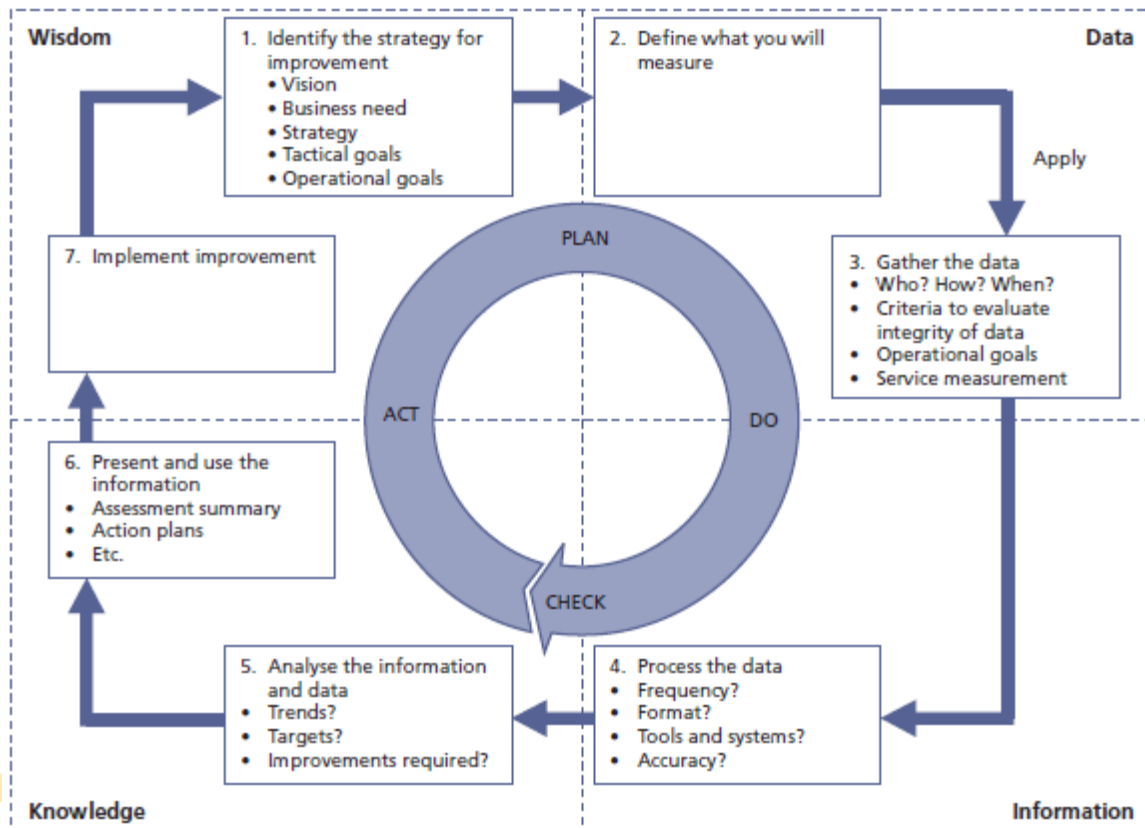 Wisdom
1. Identify the strategy for
improvement
• Vision
• Business need
• Strategy
• Tactical goals
• Operational goals
2. Define what you will
measure
Data
Apply
7. Implement improvement
PLAN
3. Gather the data
• Who? How? When?
• Criteria to evaluate
integrity of data
• Operational goals
• Service measurement
ACT
DO
6. Present and use the
information
• Assessment summary
• Action plans
• Etc.
CHECK
5. Analyse the information
and data
• Trends?
• Targets?
• Improvements required?
4. Process the data
• Frequency?
• Format?
• Tools and systems?
• Accuracy?
Knowledge
Information